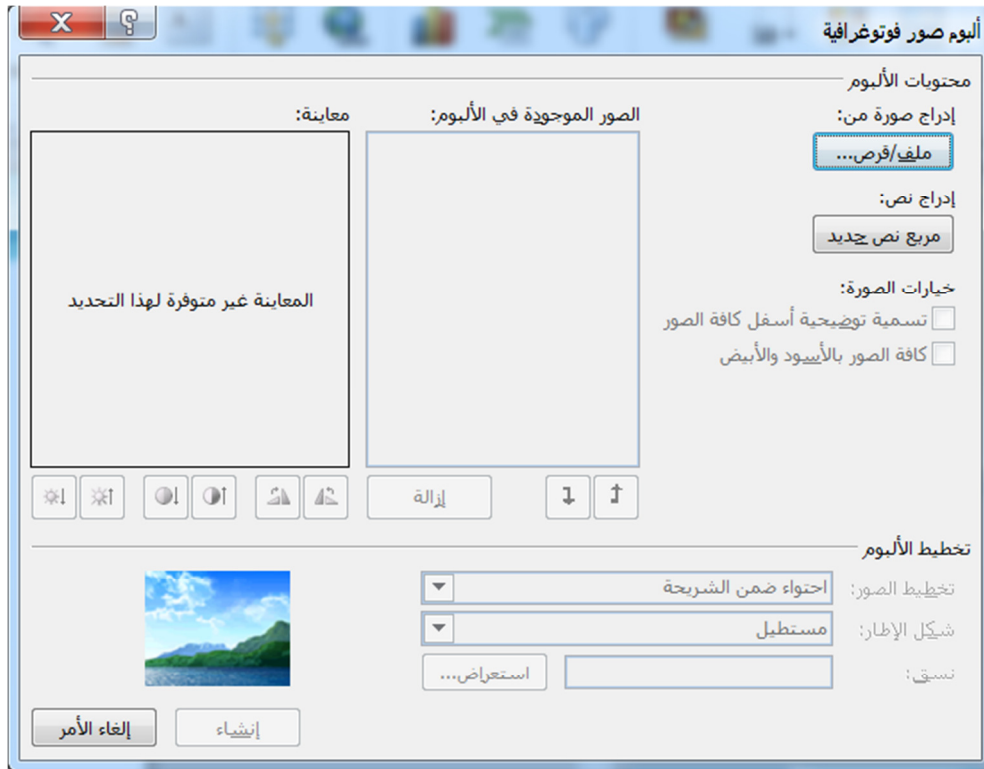 ألبوم صور فوتوغرافية
محتويات الألبوم
إدراج صورة من:
ملف/قرص...
إدراج نص:
مربع نص جديد
خيارات الصورة:
تسمية توضيحية أسفل كافة الصور
كافة الصور بالأسود والأبيض
الصور الموجودة في الألبوم:
إزالة
معاينة:
المعاينة غير متوفرة لهذا التحديد
تخطيط الألبوم
تخطيط الصور: احتواء ضمن الشريحة
شكل الإطار: مستطيل
نسق: استعراض...
إنشاء إلغاء الأمر